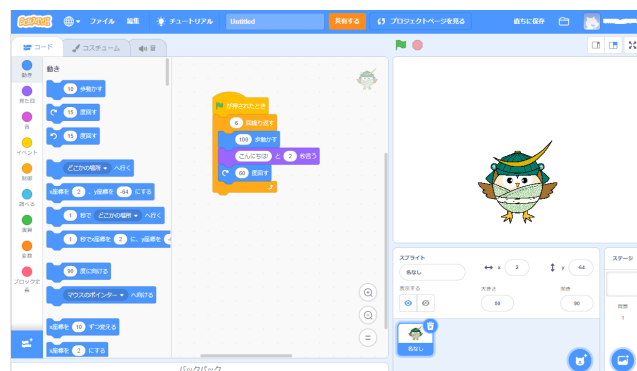 SCRATCH ファイル 編集 チュートリアル Untitled 共有する プロジェクトページを見る 直ちに保存
コード コスチューム 音
動き
見た目
音
イベント
制御
調べる
演算
変数
ブロック定義
動き
10 歩動かす
15 度回す
15 度回す
どこかの場所 へ行く
x座標を 2 、y座標を -64 にする
1 秒で どこかの場所 へ行く
1 秒でx座標を 2 に、y座標を
90 度に向ける
マウスのポインター へ向ける
x座標を 10 ずつ変える
x座標を 2 にする
が押されたとき
6 回繰り返す
100 歩動かす
こんにちは! と 2 秒言う
60 度回す
バックパック
スプライト
名なし x 2 y -64
表示する 大きさ 向き
50 90
名なし
ステージ
背景
1